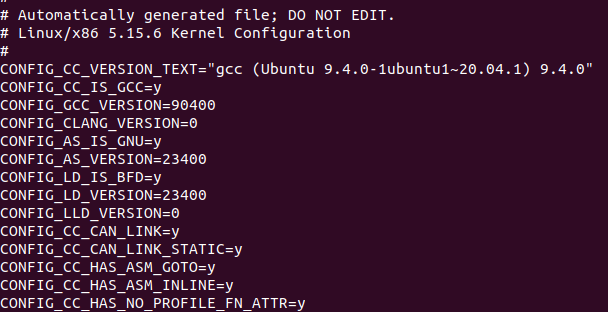 #
# Automatically generated file; DO NOT EDIT.
# Linux/x86 5.15.6 Kernel Configuration
#
CONFIG_CC_VERSION_TEXT="gcc (Ubuntu 9.4.0-1ubuntu1~20.04.1) 9.4.0"
CONFIG_CC_IS_GCC=y
CONFIG_GCC_VERSION=90400
CONFIG_CLANG_VERSION=0
CONFIG_AS_IS_GNU=y
CONFIG_AS_VERSION=23400
CONFIG_LD_IS_BFD=y
CONFIG_LD_VERSION=23400
CONFIG_LLD_VERSION=0
CONFIG_CC_CAN_LINK=y
CONFIG_CC_CAN_LINK_STATIC=y
CONFIG_CC_HAS_ASM_GOTO=y
CONFIG_CC_HAS_ASM_INLINE=y
CONFIG_CC_HAS_NO_PROFILE_FN_ATTR=y